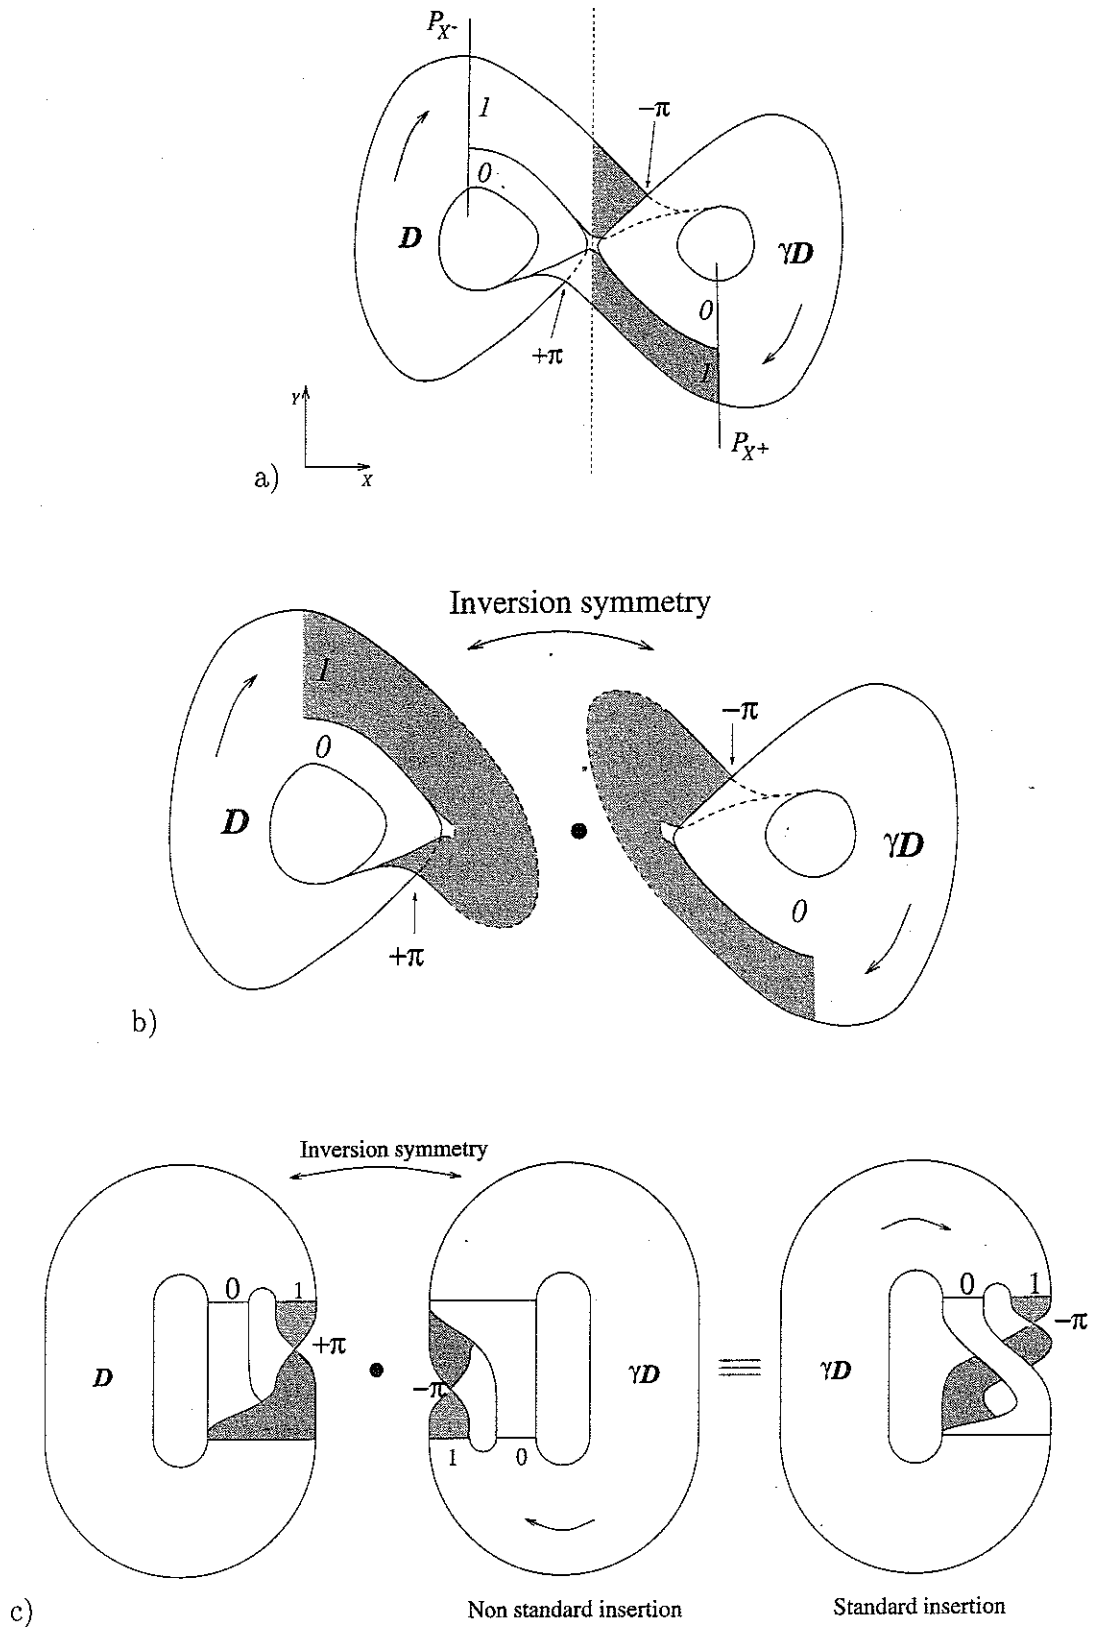 P_X-
1
−π
0
D
γD
0
+π
1
Y
P_X+
a)
X
Inversion symmetry
1
−π
0
D
γD
0
+π
b)
Inversion symmetry
0 1
0 1
+π
−π
D
γD
γD
−π
1 0
c)
Non standard insertion
Standard insertion